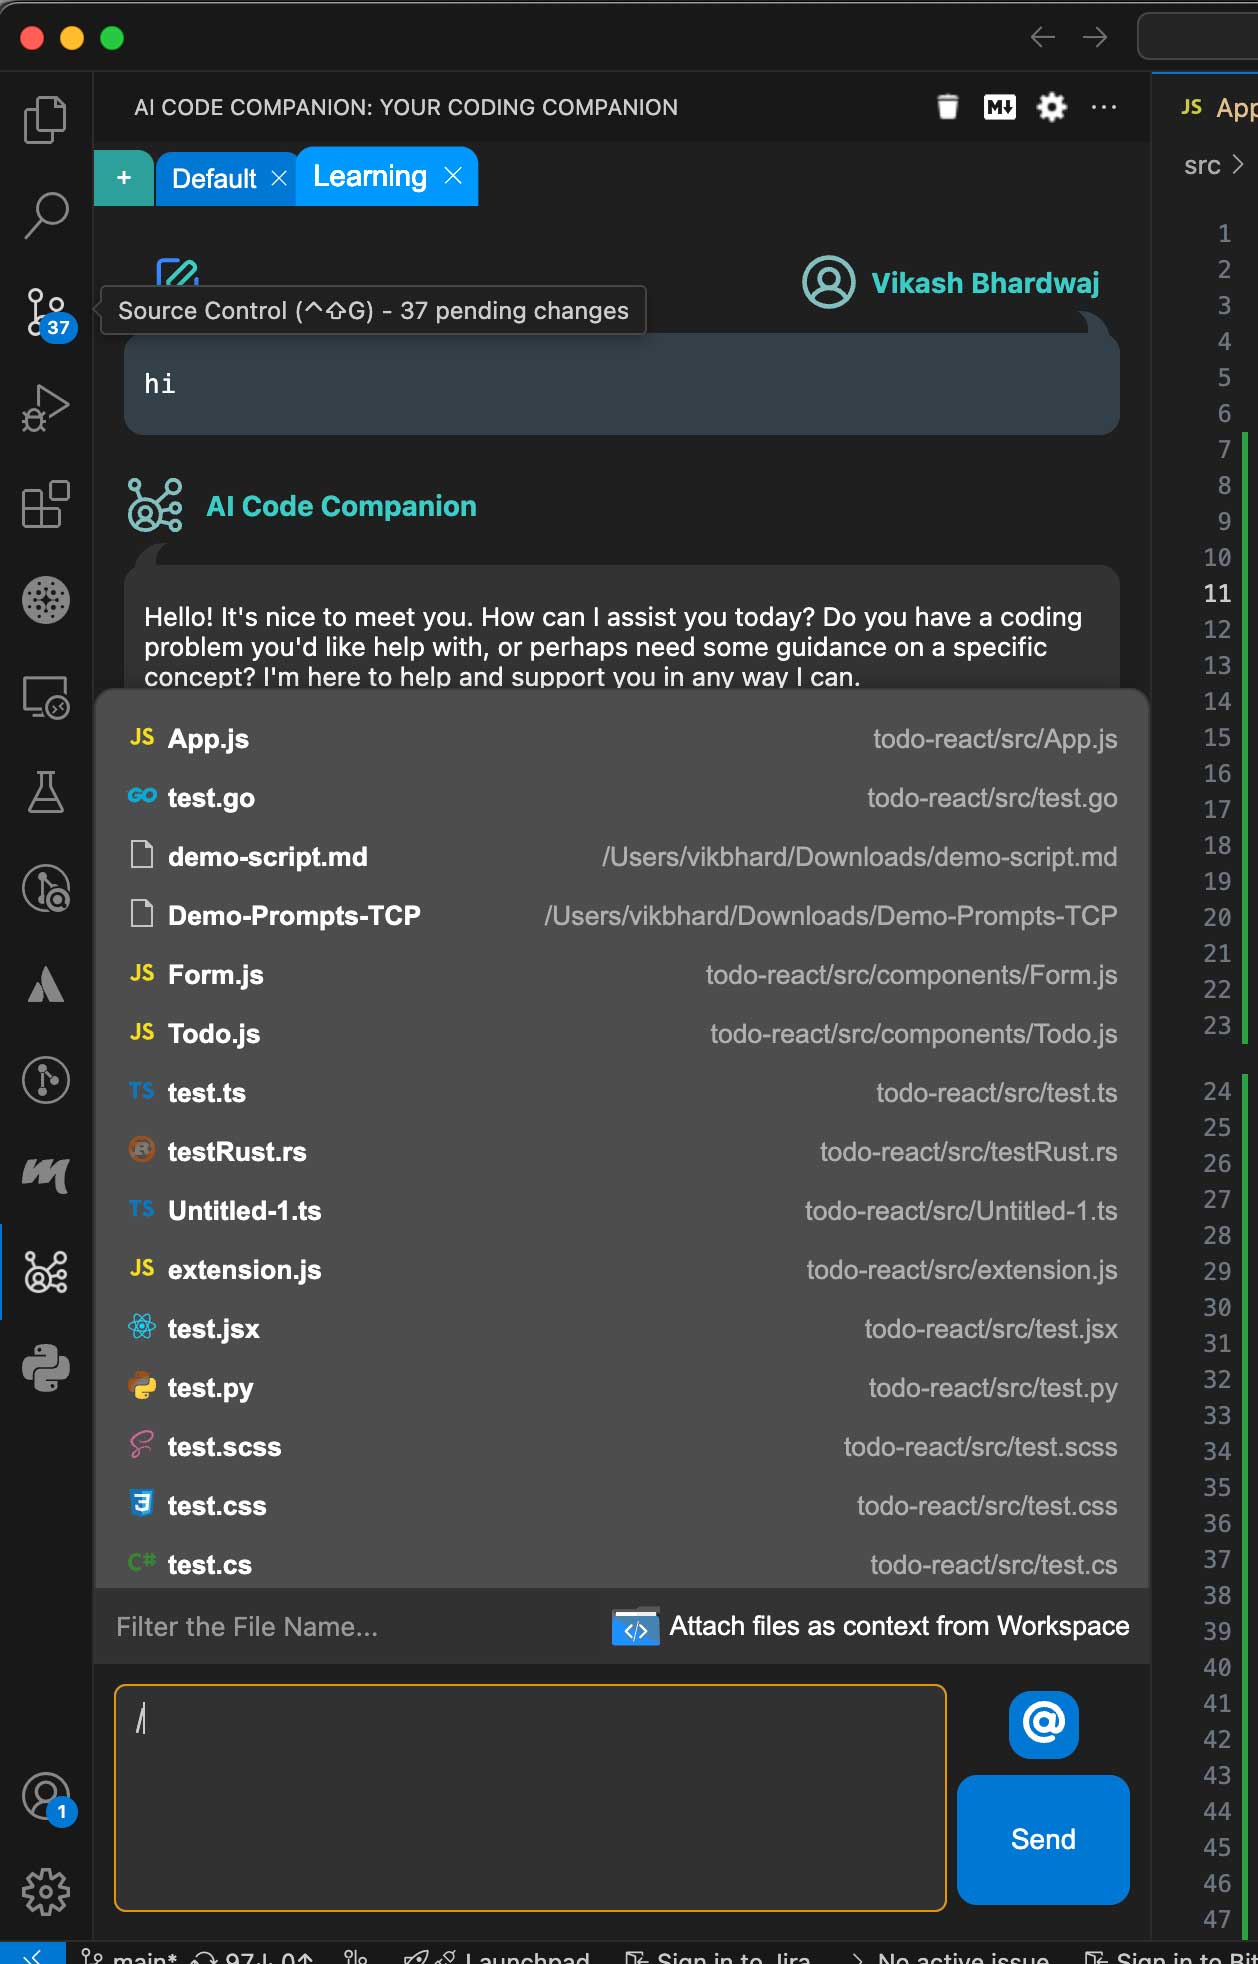 AI CODE COMPANION: YOUR CODING COMPANION
M↓
JS App
+
Default
Learning
src
Vikash Bhardwaj
Source Control (^⇧G) - 37 pending changes
37
hi
AI Code Companion
Hello! It's nice to meet you. How can I assist you today? Do you have a coding
problem you'd like help with, or perhaps need some guidance on a specific
concept? I'm here to help and support you in any way I can.
JS App.js todo-react/src/App.js
GO test.go todo-react/src/test.go
demo-script.md /Users/vikbhard/Downloads/demo-script.md
Demo-Prompts-TCP /Users/vikbhard/Downloads/Demo-Prompts-TCP
JS Form.js todo-react/src/components/Form.js
JS Todo.js todo-react/src/components/Todo.js
TS test.ts todo-react/src/test.ts
R testRust.rs todo-react/src/testRust.rs
TS Untitled-1.ts todo-react/src/Untitled-1.ts
JS extension.js todo-react/src/extension.js
test.jsx todo-react/src/test.jsx
test.py todo-react/src/test.py
test.scss todo-react/src/test.scss
3 test.css todo-react/src/test.css
C# test.cs todo-react/src/test.cs
Filter the File Name...
</> Attach files as context from Workspace
/
@
Send
1
1
2
3
4
5
6
7
8
9
10
11
12
13
14
15
16
17
18
19
20
21
22
23
24
25
26
27
28
29
30
31
32
33
34
35
36
37
38
39
40
41
42
43
44
45
46
47
main* 97↓ 0↑ Launchpad Sign in to Jira No active issue Sign in to Bit